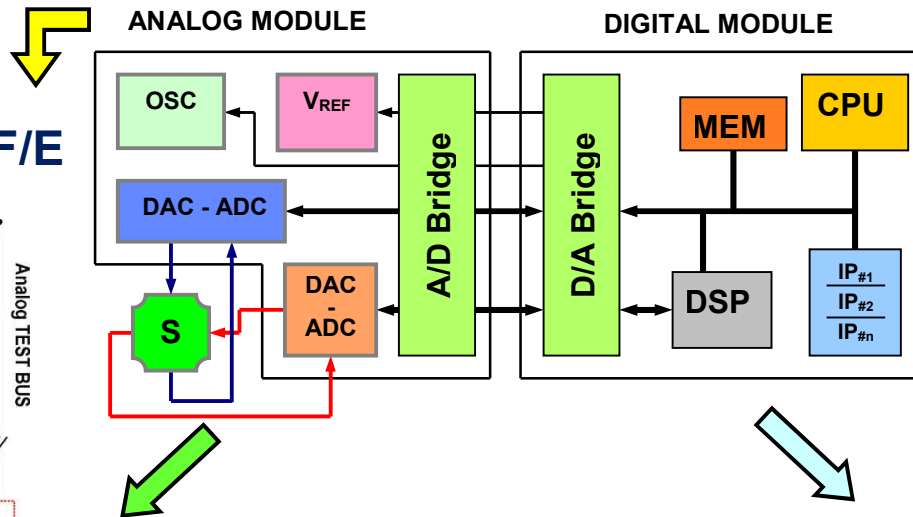 ANALOG MODULE
DIGITAL MODULE
F/E
Analog TEST BUS
OSC
VREF
A/D Bridge
D/A Bridge
MEM
CPU
DAC - ADC
DAC
-
ADC
S
DSP
IP#1
IP#2
IP#n